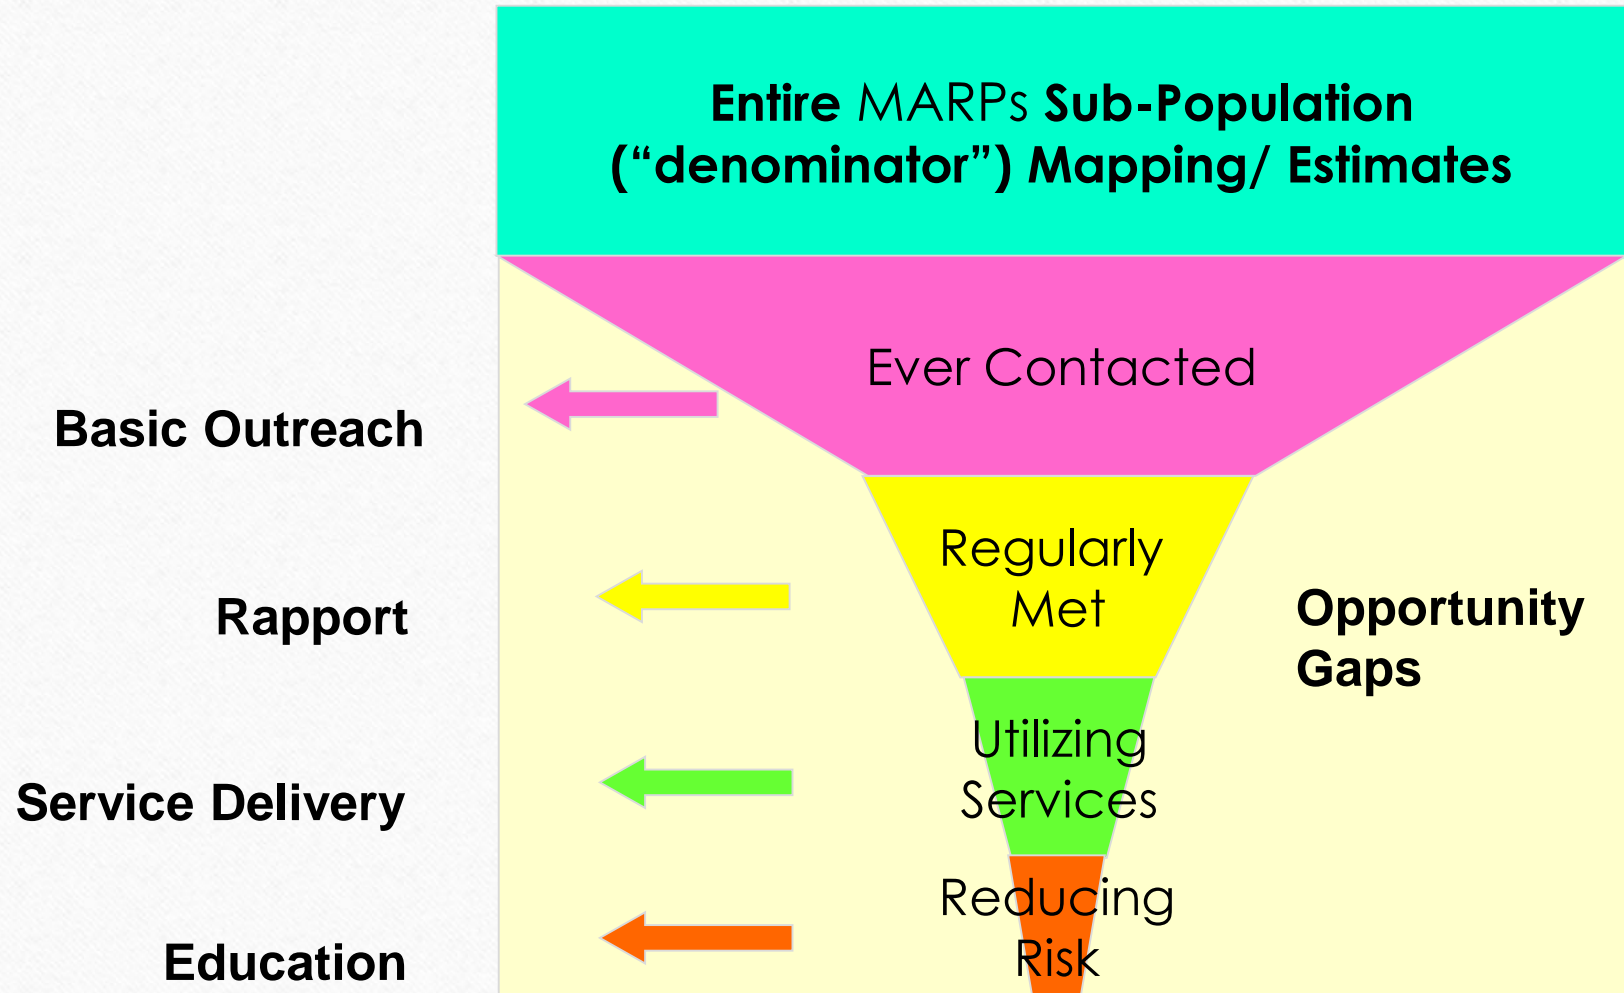 Entire MARPs Sub-Population
(“denominator”) Mapping/ Estimates
Ever Contacted
Basic Outreach
Regularly
Met
Rapport
Opportunity
Gaps
Utilizing
Services
Service Delivery
Reducing
Risk
Education